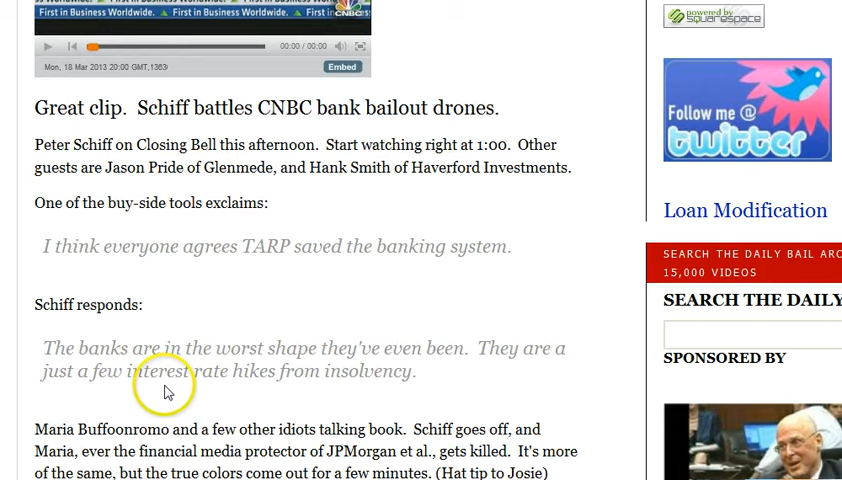 First in Business Worldwide. First in Business Worldwide.
CNBC
00:00 / 00:00
Mon, 18 Mar 2013 20:00 GMT,1363
Embed
Great clip.  Schiff battles CNBC bank bailout drones.
Peter Schiff on Closing Bell this afternoon.  Start watching right at 1:00.  Other
guests are Jason Pride of Glenmede, and Hank Smith of Haverford Investments.
One of the buy-side tools exclaims:
I think everyone agrees TARP saved the banking system.
Schiff responds:
The banks are in the worst shape they've even been.  They are a
just a few interest rate hikes from insolvency.
Maria Buffoonromo and a few other idiots talking book.  Schiff goes off, and
Maria, ever the financial media protector of JPMorgan et al., gets killed.  It's more
of the same, but the true colors come out for a few minutes. (Hat tip to Josie)
powered by
squarespace
Follow me @
twitter
Loan Modification
SEARCH THE DAILY BAIL ARC
15,000 VIDEOS
SEARCH THE DAILY
SPONSORED BY